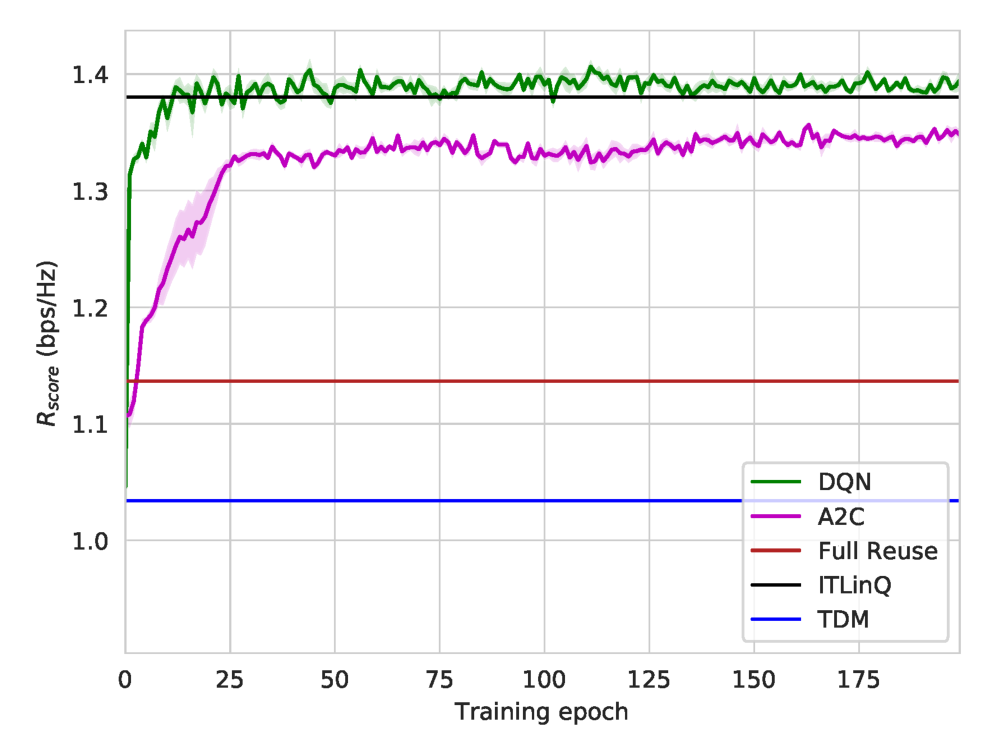 1.4
1.3
1.2
1.1
1.0
R_score (bps/Hz)
0 25 50 75 100 125 150 175
Training epoch
DQN
A2C
Full Reuse
ITLinQ
TDM